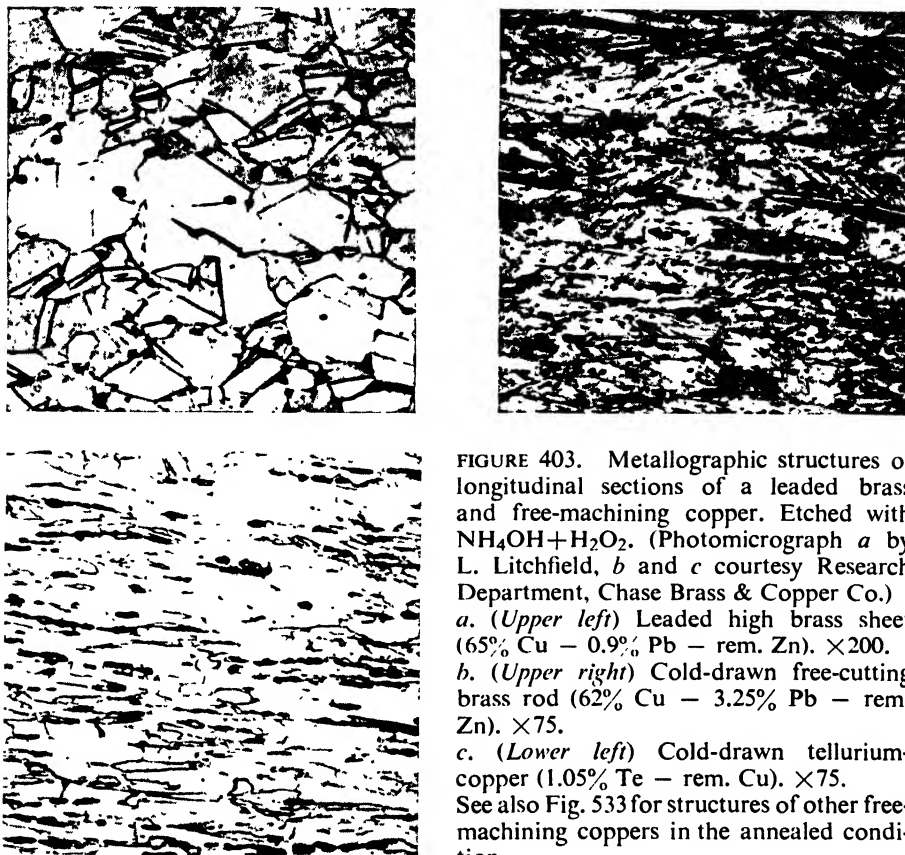 FIGURE 403. Metallographic structures o
longitudinal sections of a leaded brass
and free-machining copper. Etched with
NH₄OH+H₂O₂. (Photomicrograph a by
L. Litchfield, b and c courtesy Research
Department, Chase Brass & Copper Co.)
a. (Upper left) Leaded high brass shee
(65% Cu – 0.9% Pb – rem. Zn). ×200.
b. (Upper right) Cold-drawn free-cutting
brass rod (62% Cu – 3.25% Pb – rem
Zn). ×75.
c. (Lower left) Cold-drawn tellurium-
copper (1.05% Te – rem. Cu). ×75.
See also Fig. 533 for structures of other free-
machining coppers in the annealed condi-